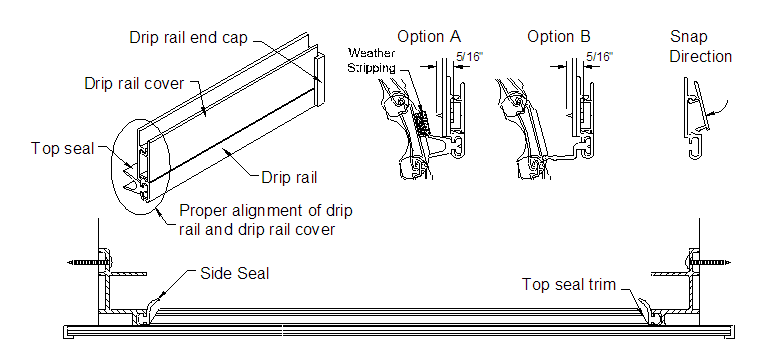 Drip rail end cap
Option A
Option B
Snap
Direction
Weather
Stripping
5/16"
5/16"
Drip rail cover
Top seal
Drip rail
Proper alignment of drip
rail and drip rail cover
Side Seal
Top seal trim